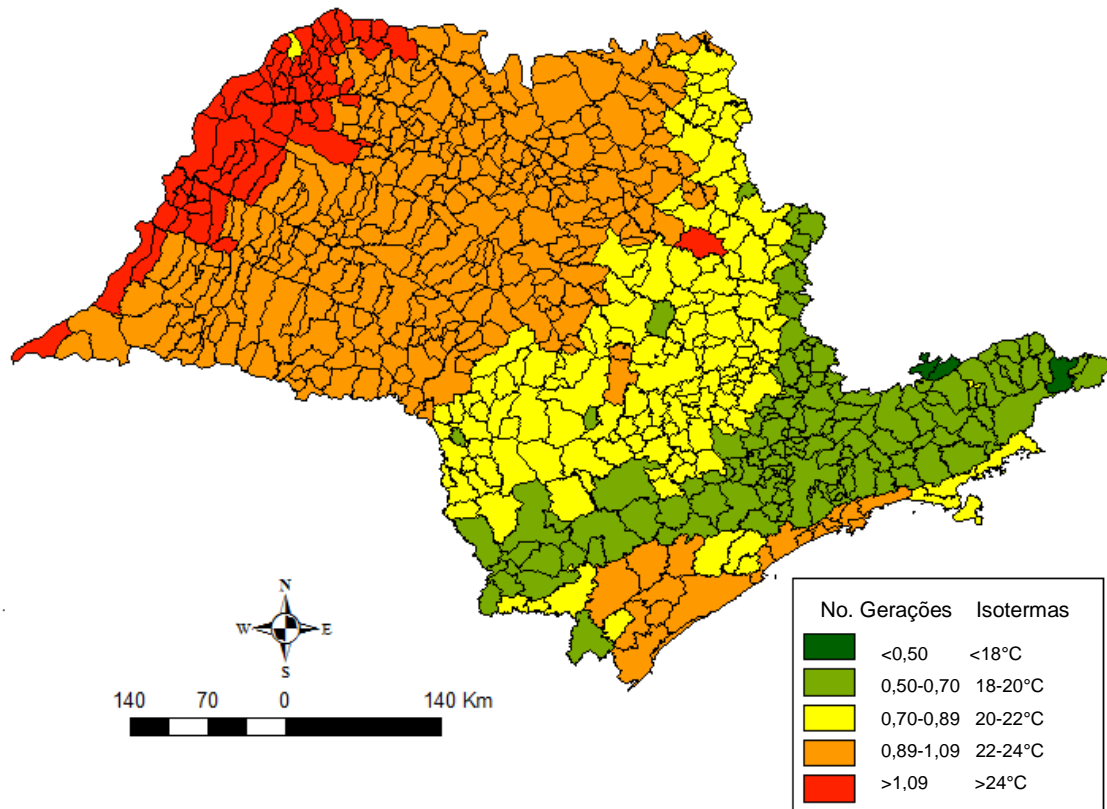 N
W E
S
140 70 0 140 Km
No. Gerações Isotermas
<0,50 <18°C
0,50-0,70 18-20°C
0,70-0,89 20-22°C
0,89-1,09 22-24°C
>1,09 >24°C